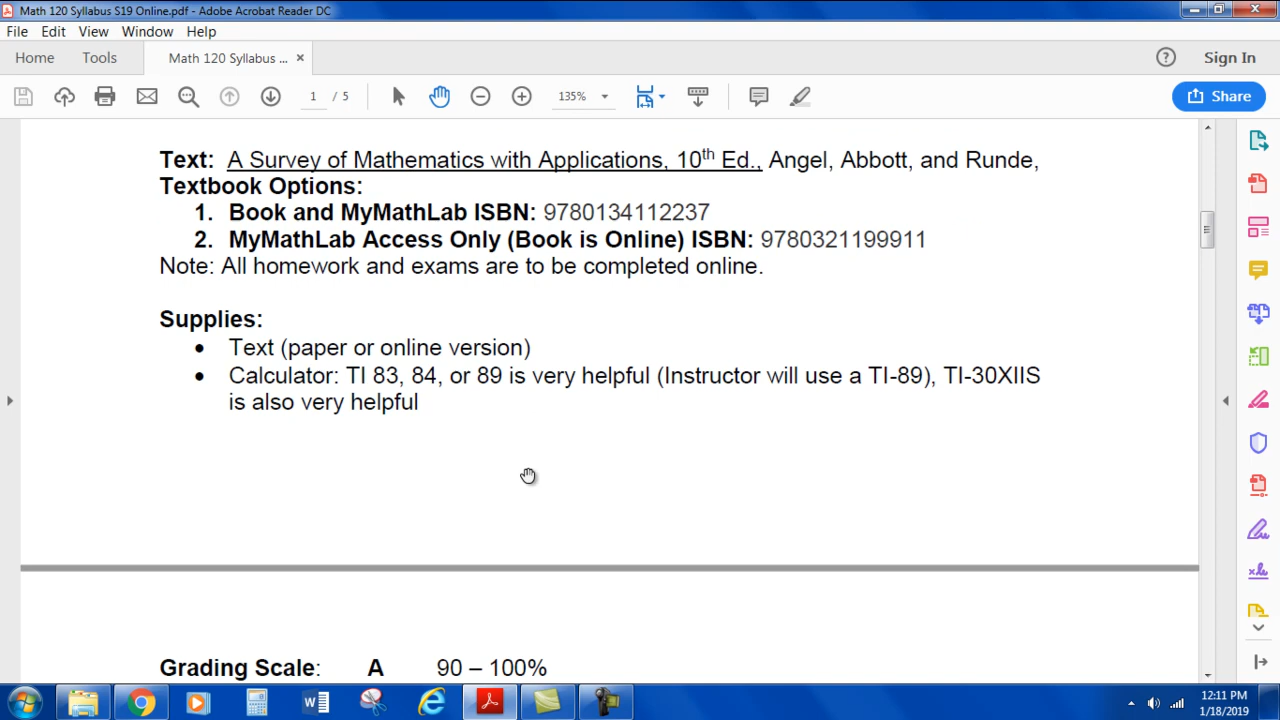 Math 120 Syllabus S19 Online.pdf - Adobe Acrobat Reader DC
File Edit View Window Help
Home Tools Math 120 Syllabus ... × ? Sign In
1 / 5 135% Share
Text: A Survey of Mathematics with Applications, 10th Ed., Angel, Abbott, and Runde,
Textbook Options:
1. Book and MyMathLab ISBN: 9780134112237
2. MyMathLab Access Only (Book is Online) ISBN: 9780321199911
Note: All homework and exams are to be completed online.
Supplies:
• Text (paper or online version)
• Calculator: TI 83, 84, or 89 is very helpful (Instructor will use a TI-89), TI-30XIIS
is also very helpful
Grading Scale: A 90 – 100%
12:11 PM
1/18/2019